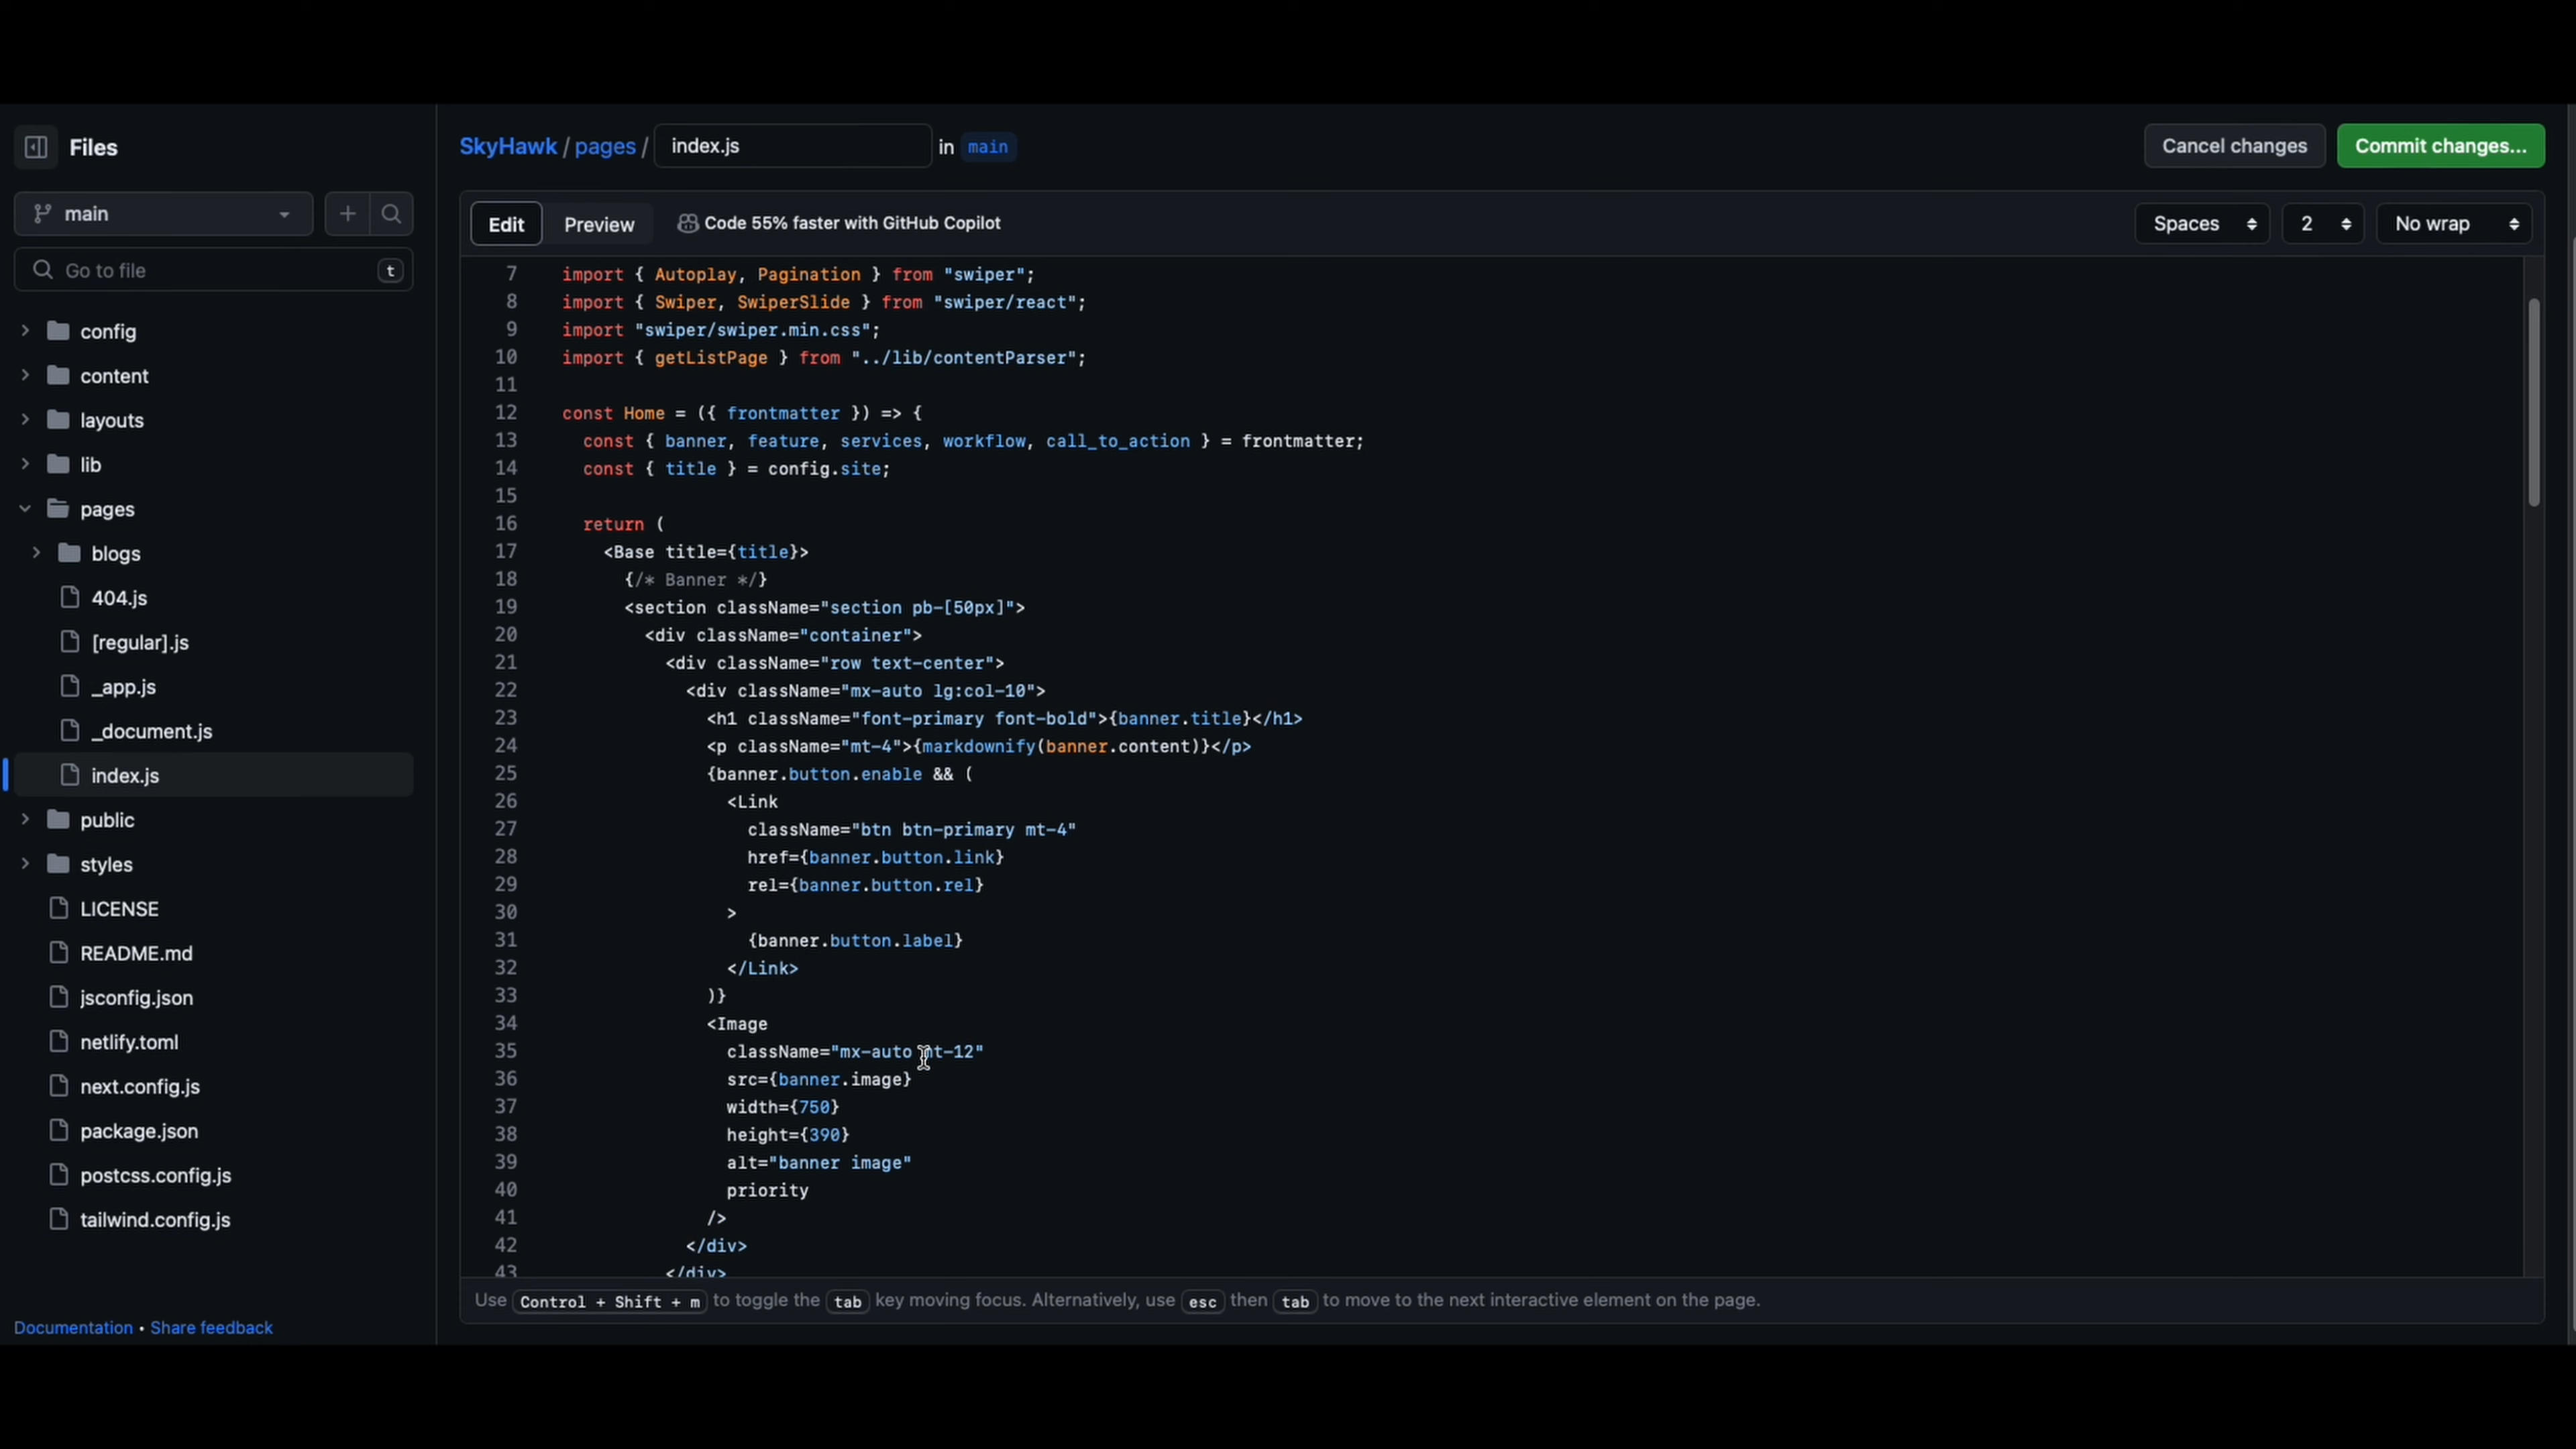 Files
main
Go to file
t
config
content
layouts
lib
pages
blogs
404.js
[regular].js
_app.js
_document.js
index.js
public
styles
LICENSE
README.md
jsconfig.json
netlify.toml
next.config.js
package.json
postcss.config.js
tailwind.config.js
Documentation • Share feedback
SkyHawk / pages / index.js in main
Cancel changes
Commit changes...
Edit
Preview
Code 55% faster with GitHub Copilot
Spaces
2
No wrap
7 import { Autoplay, Pagination } from "swiper";
8 import { Swiper, SwiperSlide } from "swiper/react";
9 import "swiper/swiper.min.css";
10 import { getListPage } from "../lib/contentParser";
11
12 const Home = ({ frontmatter }) => {
13   const { banner, feature, services, workflow, call_to_action } = frontmatter;
14   const { title } = config.site;
15
16   return (
17     <Base title={title}>
18       {/* Banner */}
19       <section className="section pb-[50px]">
20         <div className="container">
21           <div className="row text-center">
22             <div className="mx-auto lg:col-10">
23               <h1 className="font-primary font-bold">{banner.title}</h1>
24               <p className="mt-4">{markdownify(banner.content)}</p>
25               {banner.button.enable && (
26                 <Link
27                   className="btn btn-primary mt-4"
28                   href={banner.button.link}
29                   rel={banner.button.rel}
30                 >
31                   {banner.button.label}
32                 </Link>
33               )}
34               <Image
35                 className="mx-auto mt-12"
36                 src={banner.image}
37                 width={750}
38                 height={390}
39                 alt="banner image"
40                 priority
41               />
42             </div>
43           </div>
Use Control + Shift + m to toggle the tab key moving focus. Alternatively, use esc then tab to move to the next interactive element on the page.